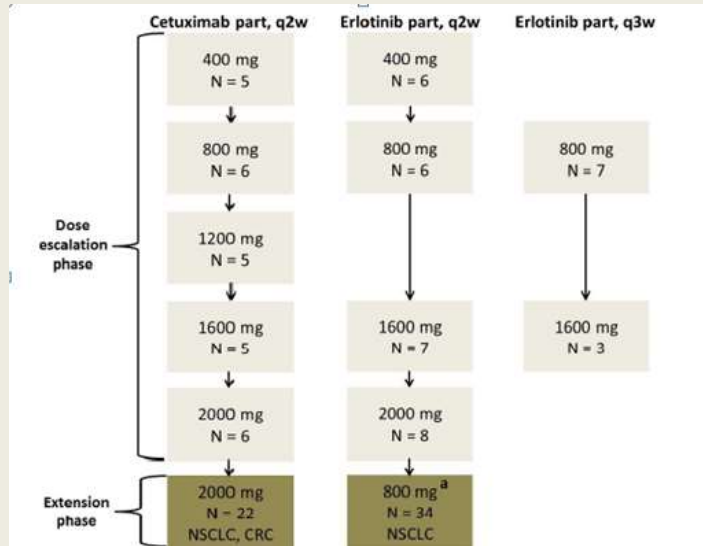 Cetuximab part, q2w
Erlotinib part, q2w
Erlotinib part, q3w
Dose
escalation
phase
400 mg
N = 5
400 mg
N = 6
800 mg
N = 6
800 mg
N = 6
800 mg
N = 7
1200 mg
N = 5
1600 mg
N = 5
1600 mg
N = 7
1600 mg
N = 3
2000 mg
N = 6
2000 mg
N = 8
Extension
phase
2000 mg
N = 22
NSCLC, CRC
800 mg a
N = 34
NSCLC